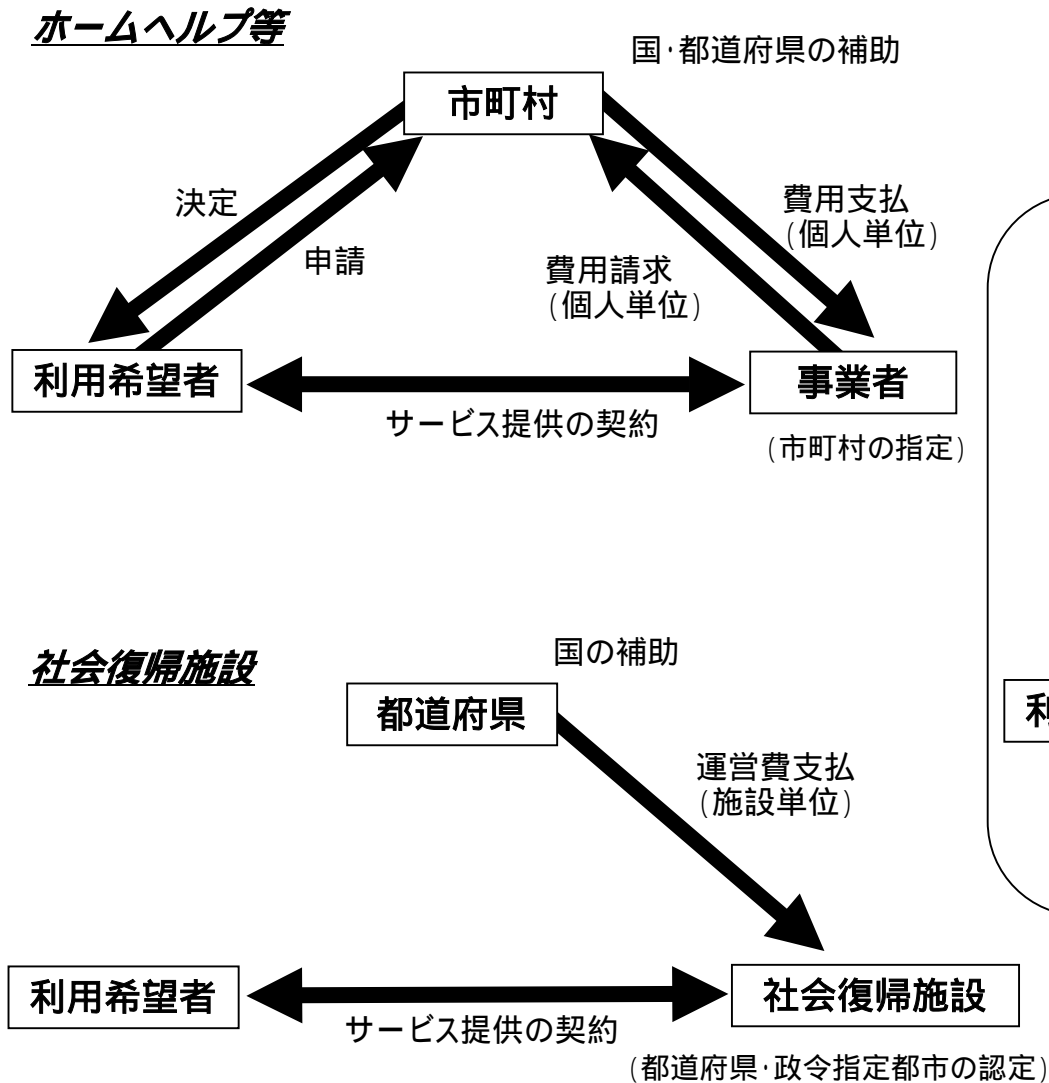 ホームヘルプ等
国・都道府県の補助
市町村
決定
申請
費用支払
(個人単位)
費用請求
(個人単位)
利用希望者
事業者
サービス提供の契約
(市町村の指定)
社会復帰施設
国の補助
都道府県
利
運営費支払
(施設単位)
利用希望者
社会復帰施設
サービス提供の契約
(都道府県・政令指定都市の認定)